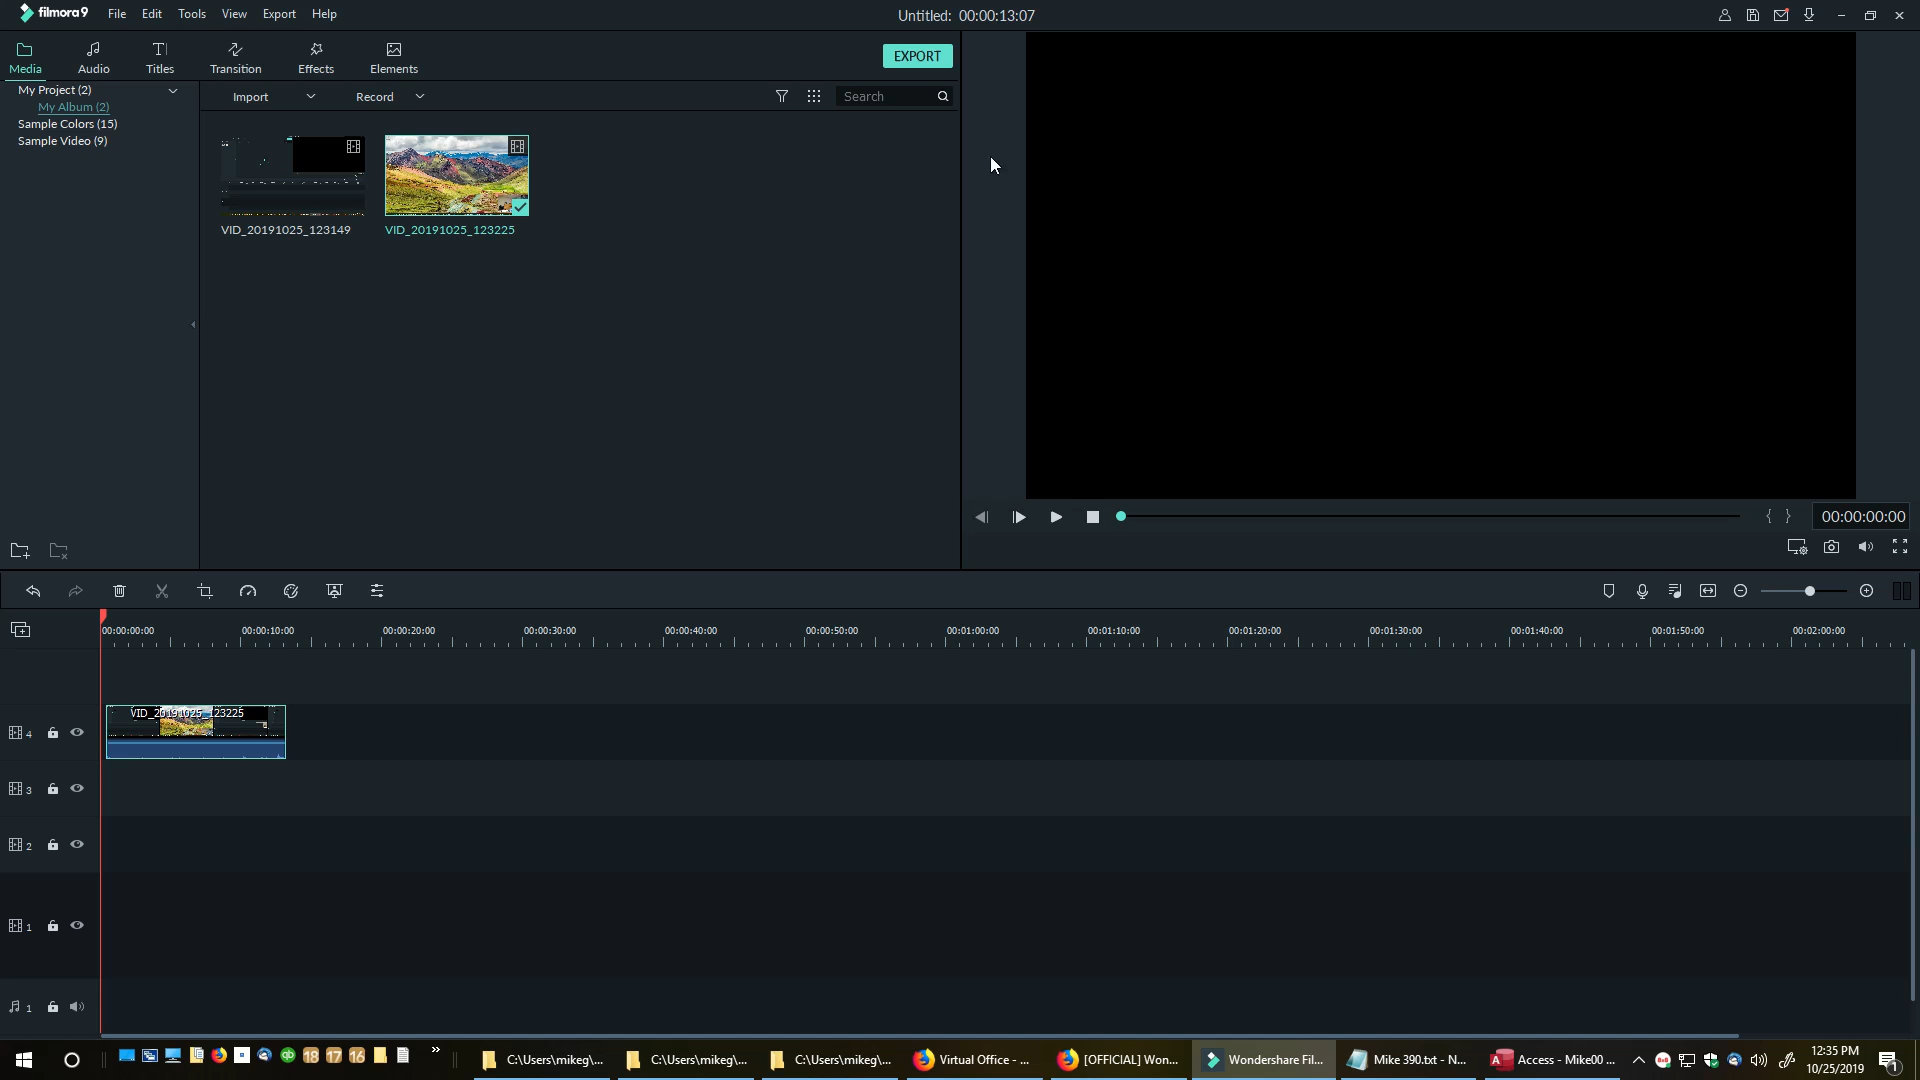 filmora9 File Edit Tools View Export Help Untitled: 00:00:13:07
Media Audio Titles Transition Effects Elements EXPORT
My Project (2) Import Record Search
My Album (2)
Sample Colors (15)
Sample Video (9)
VID_20191025_123149 VID_20191025_123225
{ } 00:00:00:00
00:00:00:00 00:00:10:00 00:00:20:00 00:00:30:00 00:00:40:00 00:00:50:00 00:01:00:00 00:01:10:00 00:01:20:00 00:01:30:00 00:01:40:00 00:01:50:00 00:02:00:00
VID_20191025_123225
4
3
2
1
1
18 17 16 » C:\Users\mikeg\... C:\Users\mikeg\... C:\Users\mikeg\... Virtual Office - ... [OFFICIAL] Won... Wondershare Fil... Mike 390.txt - N... Access - Mike00 ... 12:35 PM
10/25/2019 1